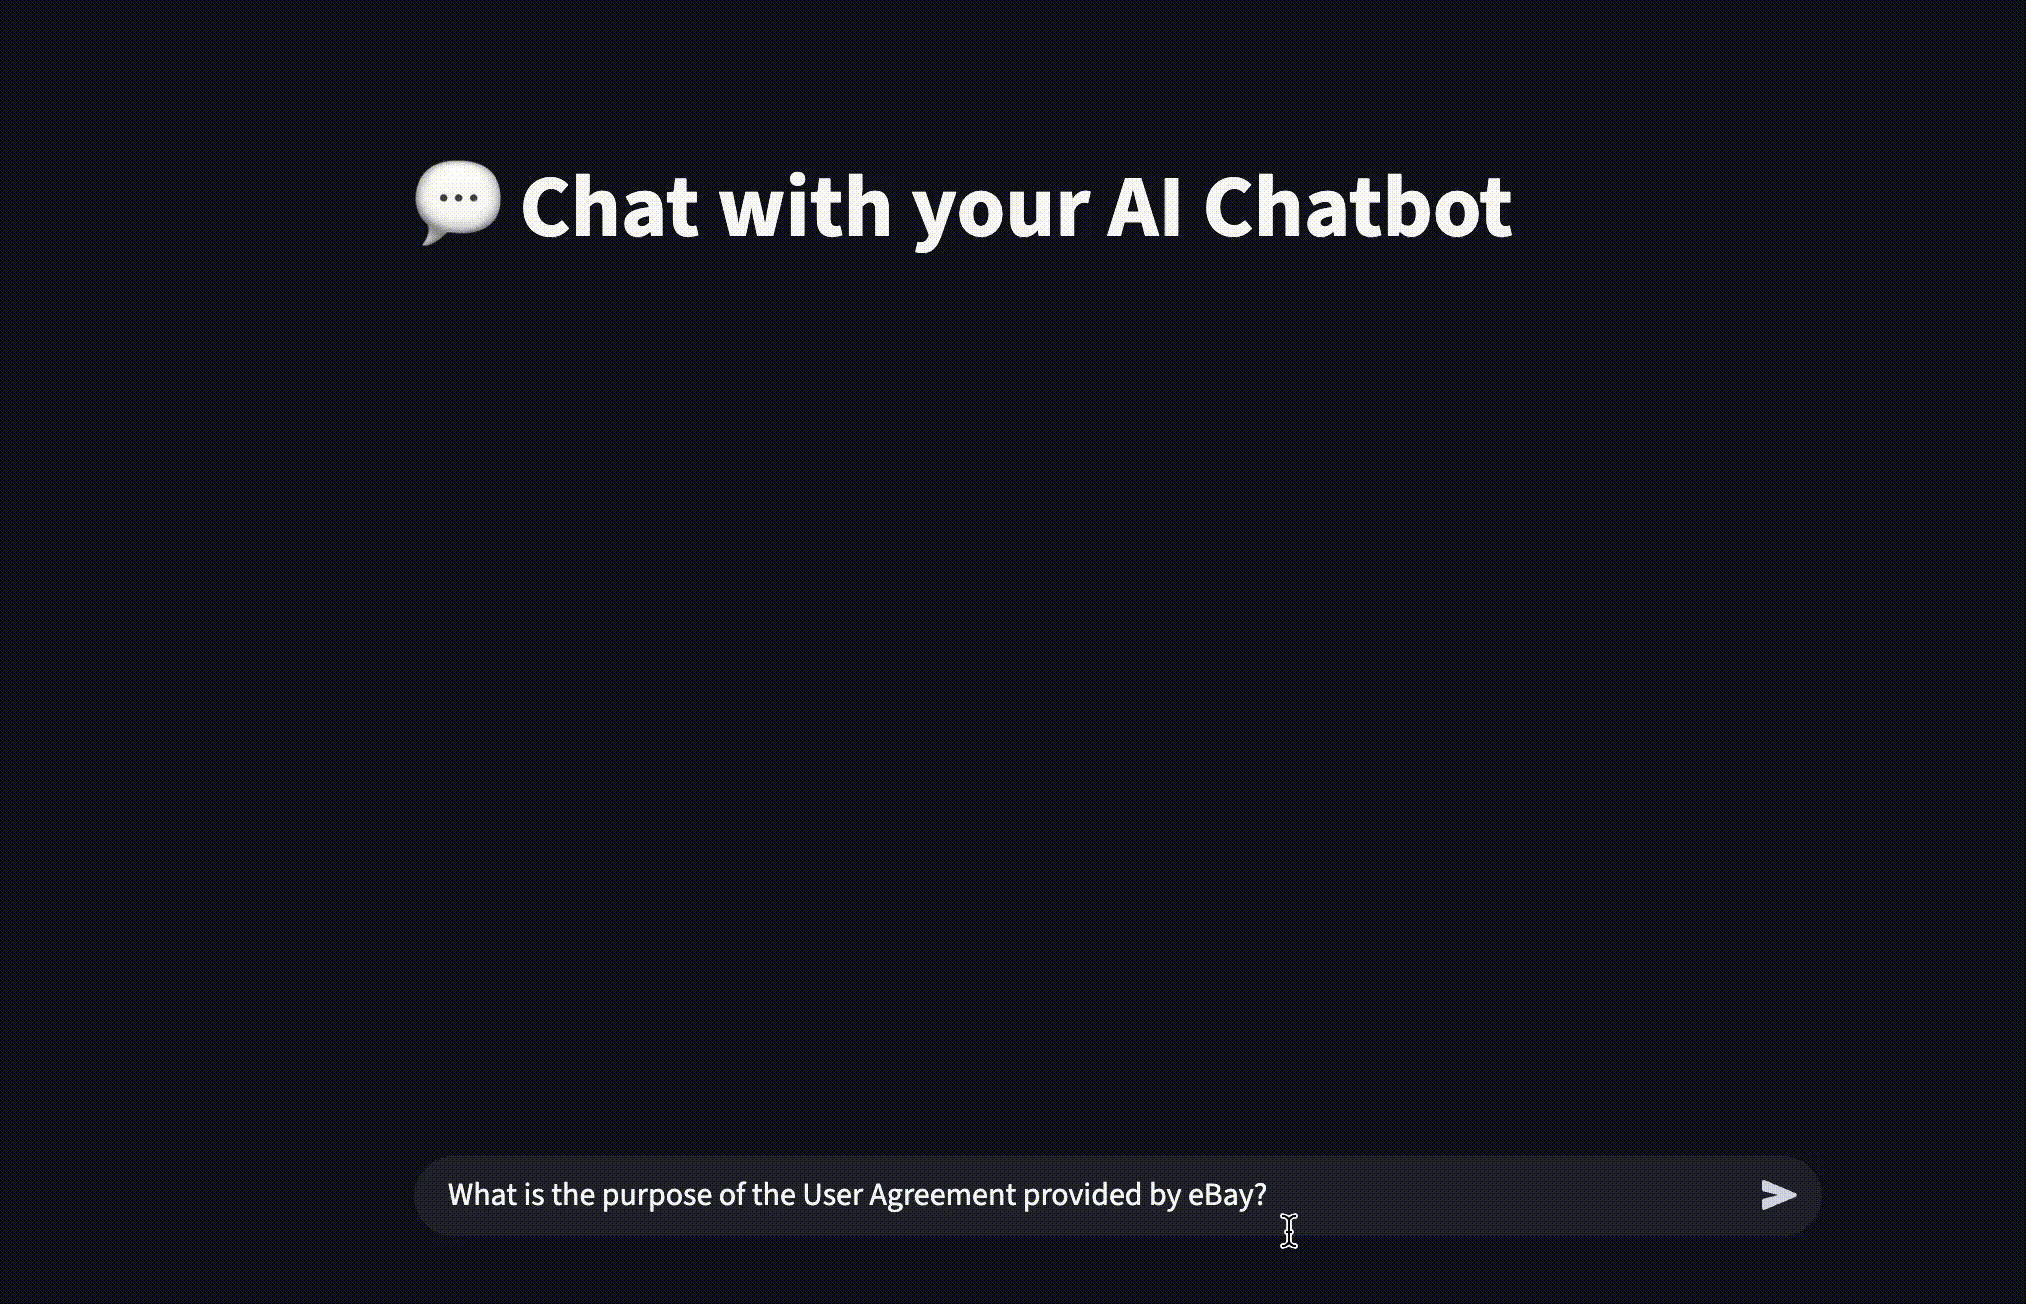 Chat with your AI Chatbot
What is the purpose of the User Agreement provided by eBay?